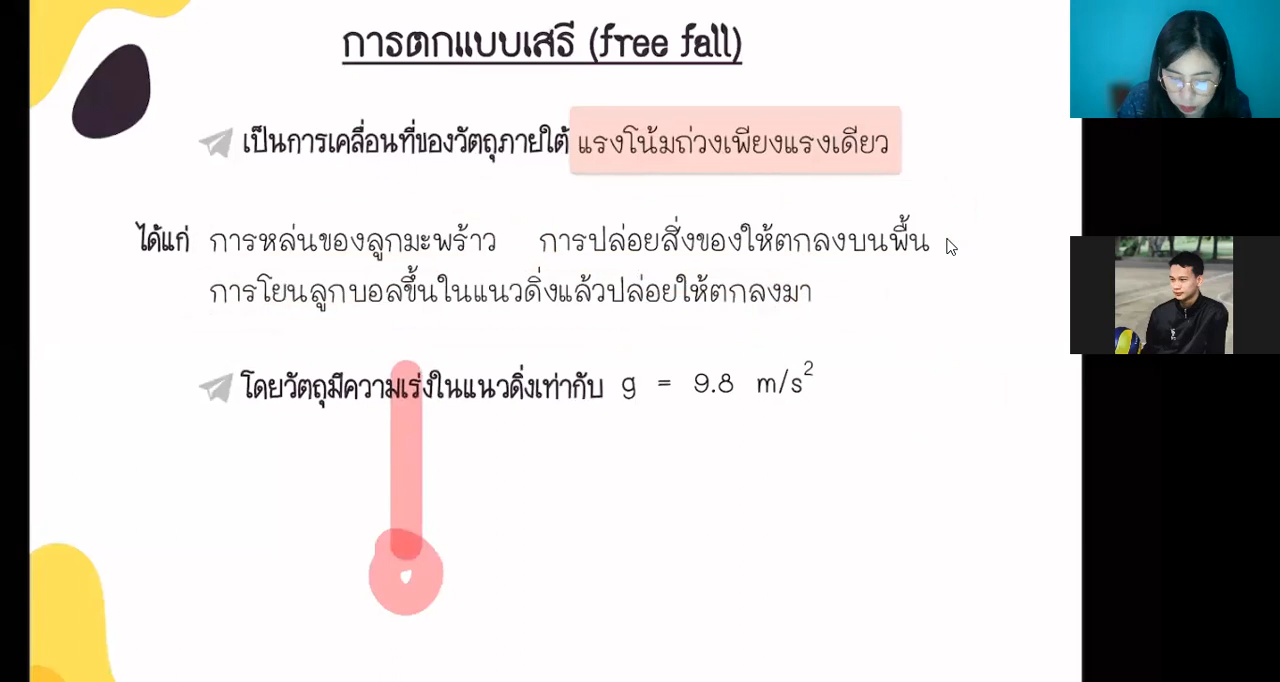 การตกแบบเสรี (free fall)
เป็นการเคลื่อนที่ของวัตถุภายใต้ แรงโน้มถ่วงเพียงแรงเดียว
ได้แก่ การหล่นของลูกมะพร้าว การปล่อยสิ่งของให้ตกลงบนพื้น
การโยนลูกบอลขึ้นในแนวดิ่งแล้วปล่อยให้ตกลงมา
โดยวัตถุมีความเร่งในแนวดิ่งเท่ากับ g = 9.8 m/s²